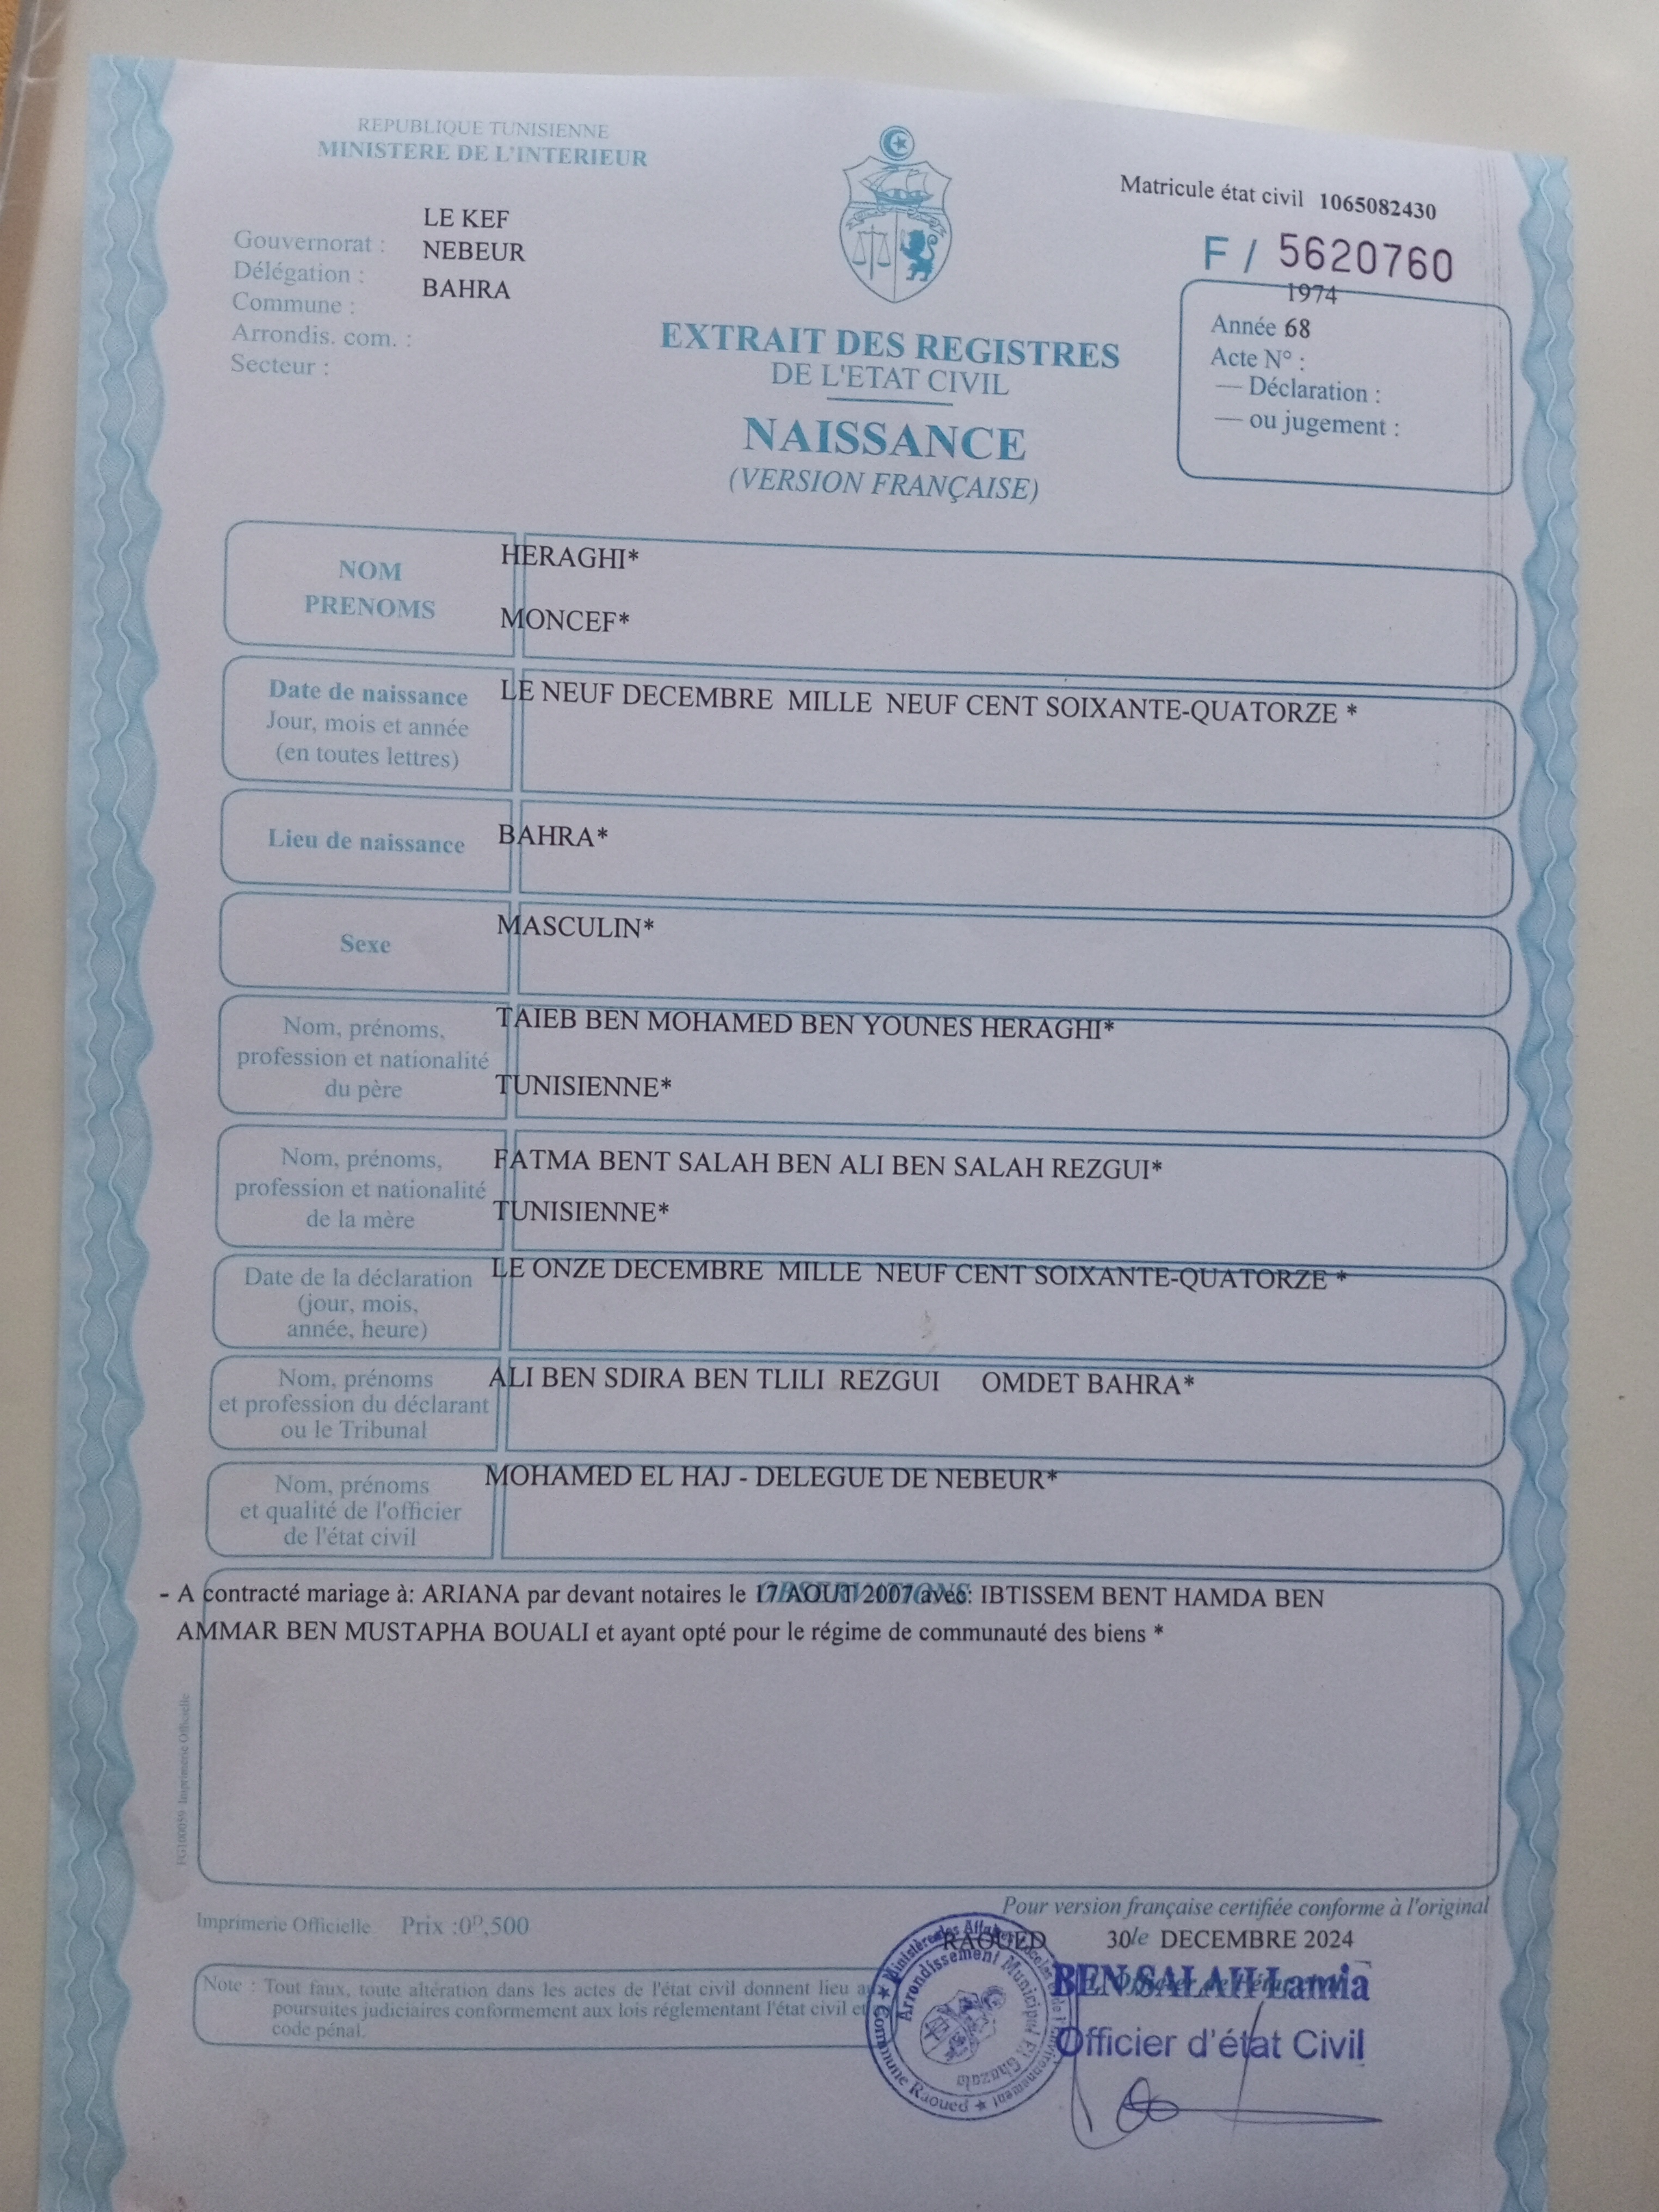 REPUBLIQUE TUNISIENNE
MINISTERE DE L'INTERIEUR
Matricule état civil 1065082430
F / 5620760
LE KEF
Gouvernorat : NEBEUR
Délégation :
BAHRA
Commune :
Arrondis. com. :
Secteur :
1974
Année 68
Acte N° :
— Déclaration :
— ou jugement :
EXTRAIT DES REGISTRES
DE L'ETAT CIVIL
NAISSANCE
(VERSION FRANÇAISE)
NOM HERAGHI*
PRENOMS MONCEF*
Date de naissance LE NEUF DECEMBRE MILLE NEUF CENT SOIXANTE-QUATORZE *
Jour, mois et année
(en toutes lettres)
Lieu de naissance BAHRA*
Sexe MASCULIN*
Nom, prénoms, TAIEB BEN MOHAMED BEN YOUNES HERAGHI*
profession et nationalité
du père TUNISIENNE*
Nom, prénoms, FATMA BENT SALAH BEN ALI BEN SALAH REZGUI*
profession et nationalité
de la mère TUNISIENNE*
Date de la déclaration LE ONZE DECEMBRE MILLE NEUF CENT SOIXANTE-QUATORZE *
(jour, mois,
année, heure)
Nom, prénoms ALI BEN SDIRA BEN TLILI REZGUI OMDET BAHRA*
et profession du déclarant
ou le Tribunal
Nom, prénoms MOHAMED EL HAJ - DELEGUE DE NEBEUR*
et qualité de l'officier
de l'état civil
OBSERVATIONS
- A contracté mariage à: ARIANA par devant notaires le 17 AOUT 2007 avec: IBTISSEM BENT HAMDA BEN
AMMAR BEN MUSTAPHA BOUALI et ayant opté pour le régime de communauté des biens *
FG100059 Imprimerie Officielle
Pour version française certifiée conforme à l'original
Imprimerie Officielle Prix :0ᴰ,500
RAOUED 30 le DECEMBRE 2024
BEN SALAH Lamia
Officier d'état Civil
Note : Tout faux, toute altération dans les actes de l'état civil donnent lieu
poursuites judiciaires conformement aux lois réglementant l'état civil et
code pénal.
Arrondissement Municipal El Ghazala
Commune Raoued